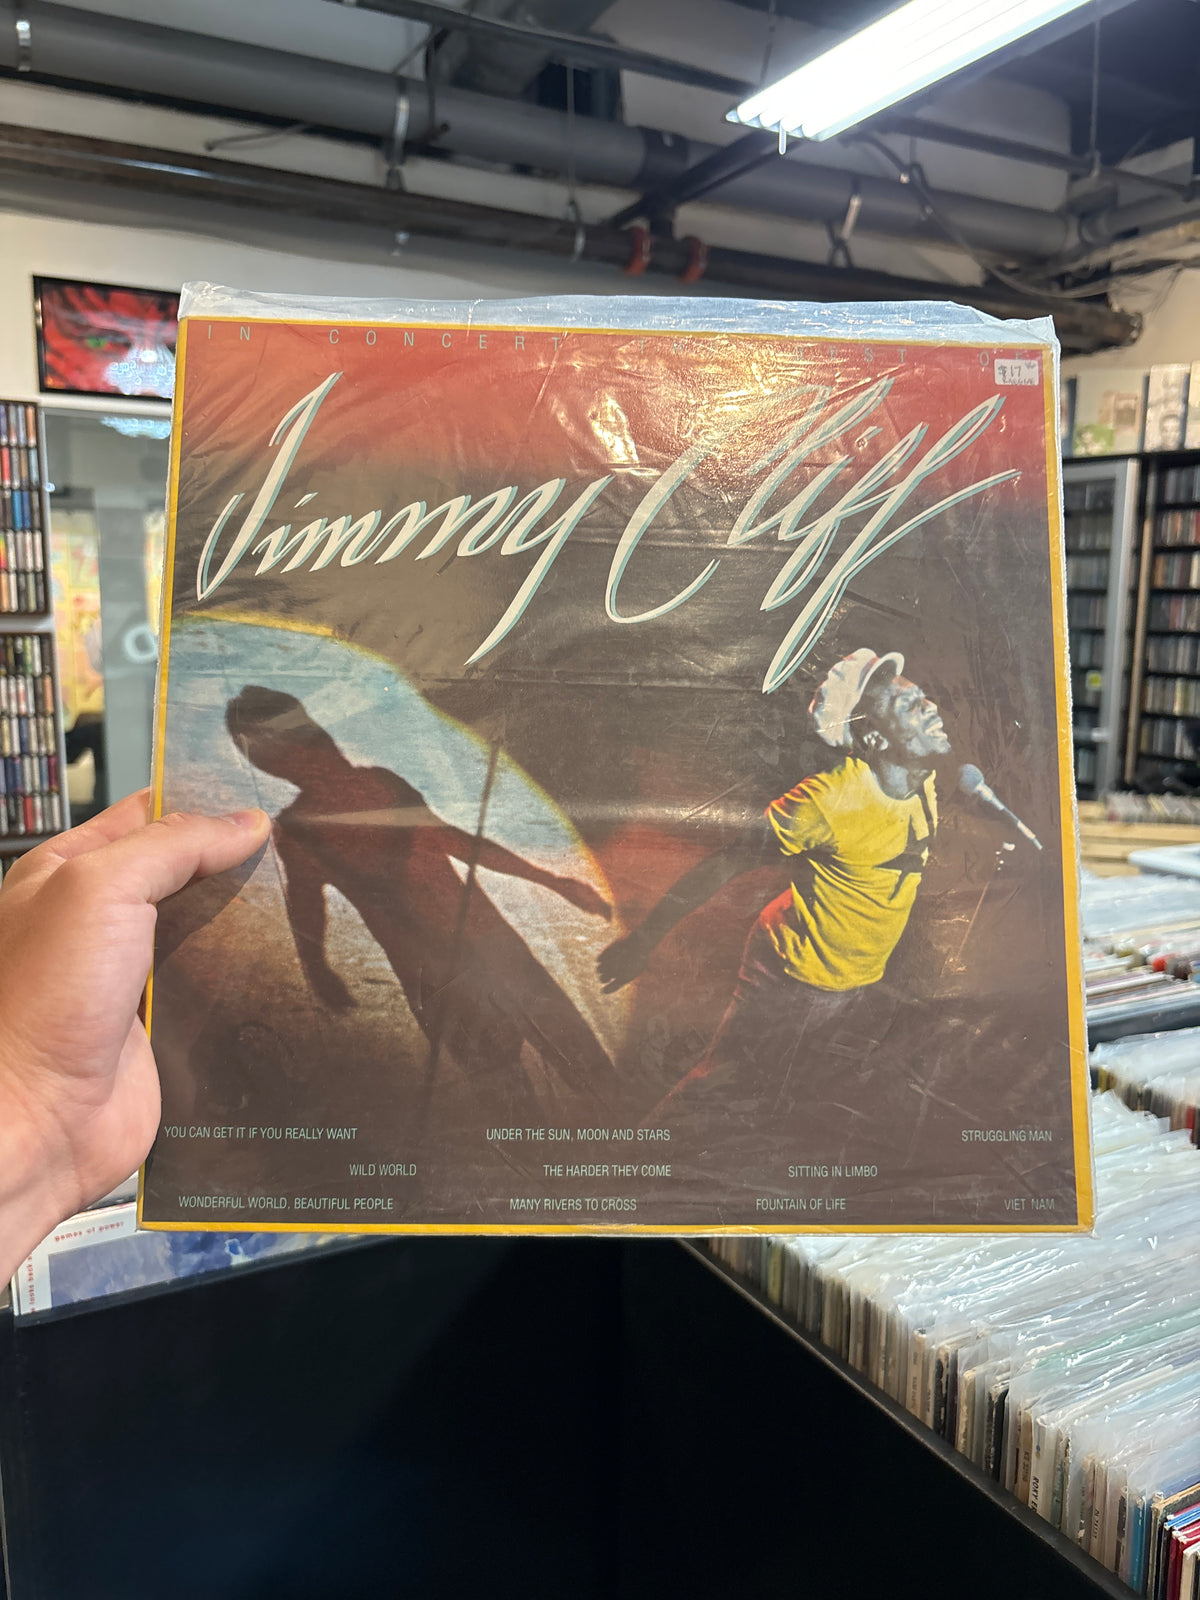 IN CONCERT THE BEST OF
$17
REGGAE
Jimmy Cliff
YOU CAN GET IT IF YOU REALLY WANT UNDER THE SUN, MOON AND STARS STRUGGLING MAN
WILD WORLD THE HARDER THEY COME SITTING IN LIMBO
WONDERFUL WORLD, BEAUTIFUL PEOPLE MANY RIVERS TO CROSS FOUNTAIN OF LIFE VIET NAM